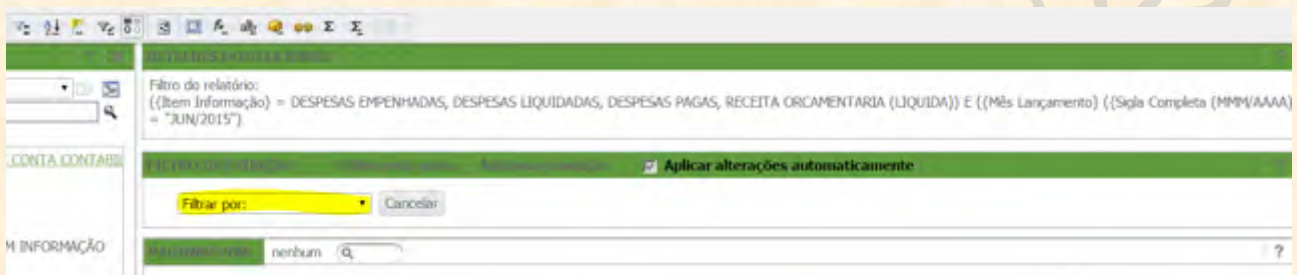 Filtro do relatório:
({Item Informação} = DESPESAS EMPENHADAS, DESPESAS LIQUIDADAS, DESPESAS PAGAS, RECEITA ORCAMENTARIA (LIQUIDA)) E ({Mês Lançamento} ({Sigla Completa (MMM/AAAA)
= "JUN/2015")
CONTA CONTABIL
Aplicar alterações automaticamente
Filtrar por:
Cancelar
M INFORMAÇÃO
nenhum
?